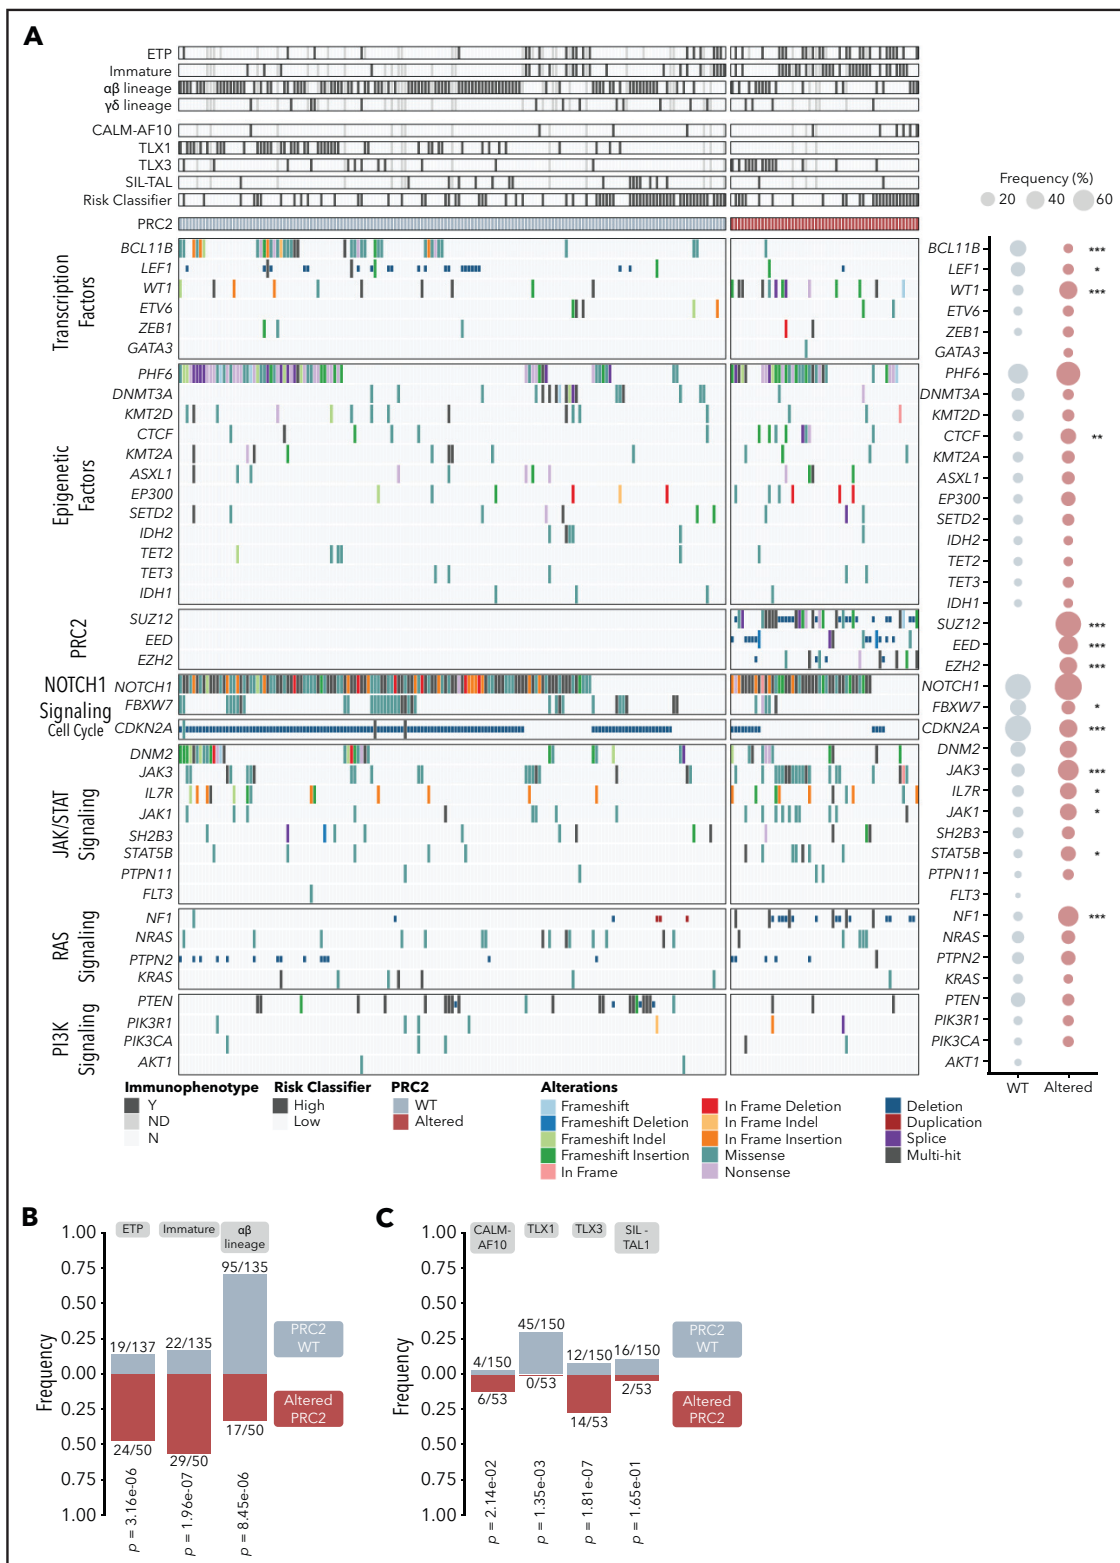 A
ETP
Immature
αβ lineage
γδ lineage
CALM-AF10
TLX1
TLX3
SIL-TAL
Risk Classifier
PRC2
Frequency (%)
20 40 60
Transcription
Factors
BCL11B
LEF1
WT1
ETV6
ZEB1
GATA3
Epigenetic
Factors
PHF6
DNMT3A
KMT2D
CTCF
KMT2A
ASXL1
EP300
SETD2
IDH2
TET2
TET3
IDH1
PRC2
SUZ12
EED
EZH2
NOTCH1
Signaling
NOTCH1
FBXW7
Cell Cycle
CDKN2A
JAK/STAT
Signaling
DNM2
JAK3
IL7R
JAK1
SH2B3
STAT5B
PTPN11
FLT3
RAS
Signaling
NF1
NRAS
PTPN2
KRAS
PI3K
Signaling
PTEN
PIK3R1
PIK3CA
AKT1
BCL11B ***
LEF1 *
WT1 ***
ETV6
ZEB1
GATA3
PHF6
DNMT3A
KMT2D
CTCF **
KMT2A
ASXL1
EP300
SETD2
IDH2
TET2
TET3
IDH1
SUZ12 ***
EED ***
EZH2 ***
NOTCH1
FBXW7 *
CDKN2A ***
DNM2
JAK3 ***
IL7R *
JAK1 *
SH2B3
STAT5B *
PTPN11
FLT3
NF1 ***
NRAS
PTPN2
KRAS
PTEN
PIK3R1
PIK3CA
AKT1
WT Altered
Immunophenotype
Y
ND
N
Risk Classifier
High
Low
PRC2
WT
Altered
Alterations
Frameshift
Frameshift Deletion
Frameshift Indel
Frameshift Insertion
In Frame
In Frame Deletion
In Frame Indel
In Frame Insertion
Missense
Nonsense
Deletion
Duplication
Splice
Multi-hit
B
Frequency
1.00
0.75
0.50
0.25
0.00
0.25
0.50
0.75
1.00
ETP
Immature
αβ
lineage
19/137
22/135
95/135
24/50
29/50
17/50
PRC2
WT
Altered
PRC2
p = 3.16e-06
p = 1.96e-07
p = 8.45e-06
C
Frequency
1.00
0.75
0.50
0.25
0.00
0.25
0.50
0.75
1.00
CALM-
AF10
TLX1
TLX3
SIL -
TAL1
4/150
45/150
12/150
16/150
6/53
0/53
14/53
2/53
PRC2
WT
Altered
PRC2
p = 2.14e-02
p = 1.35e-03
p = 1.81e-07
p = 1.65e-01